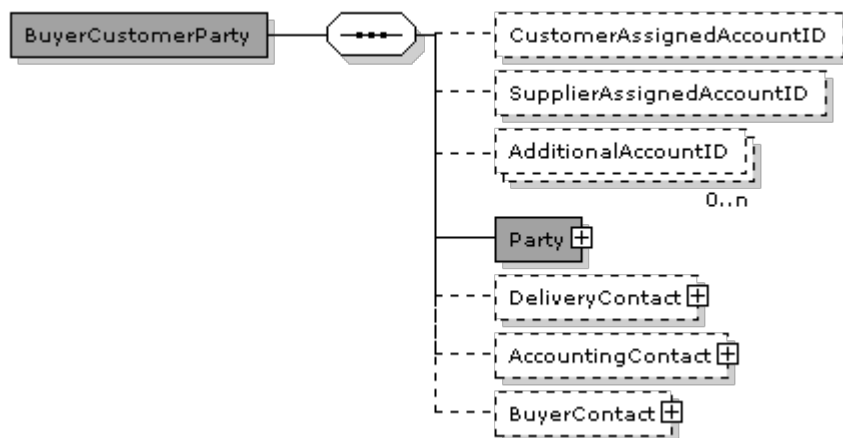 BuyerCustomerParty
CustomerAssignedAccountID
SupplierAssignedAccountID
AdditionalAccountID
0..n
Party
DeliveryContact
AccountingContact
BuyerContact